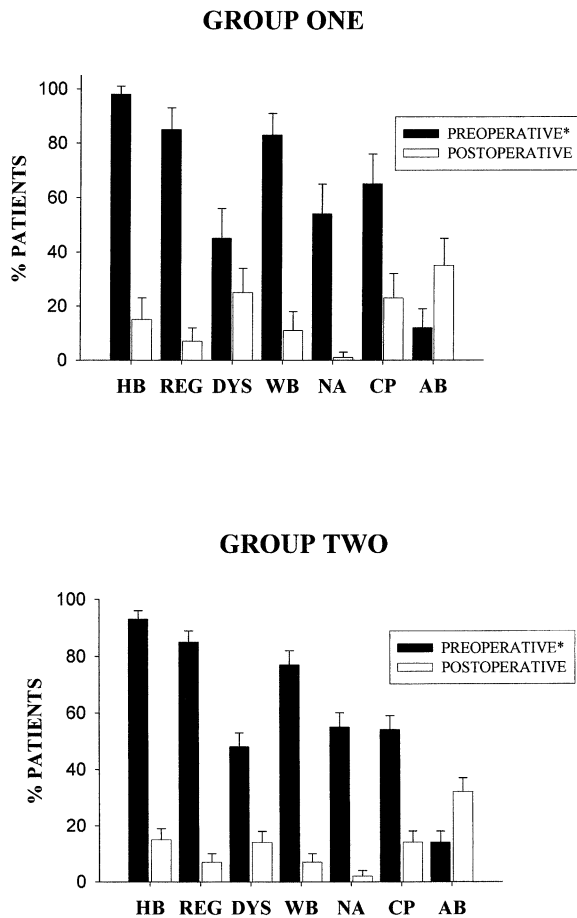 GROUP ONE
% PATIENTS
100
80
60
40
20
0
PREOPERATIVE*
POSTOPERATIVE
HB REG DYS WB NA CP AB
GROUP TWO
% PATIENTS
100
80
60
40
20
0
PREOPERATIVE*
POSTOPERATIVE
HB REG DYS WB NA CP AB